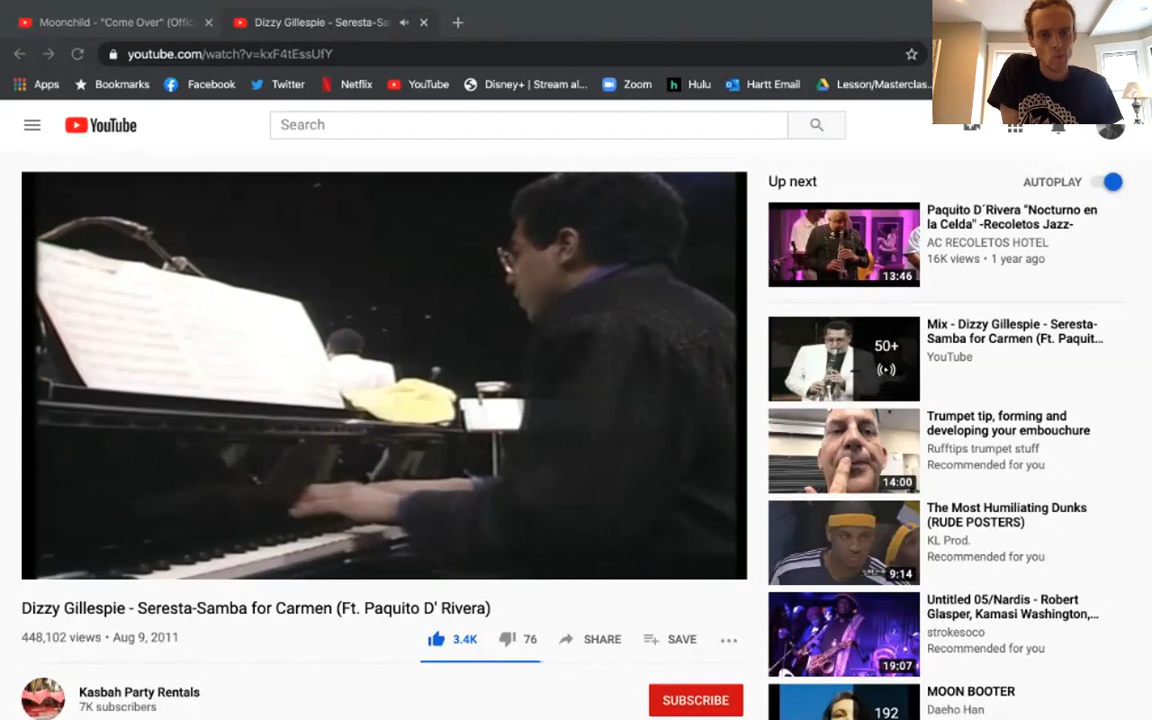 Moonchild - "Come Over" (Offic
Dizzy Gillespie - Seresta-Sa
youtube.com/watch?v=kxF4tEssUfY
Apps
Bookmarks
Facebook
Twitter
Netflix
YouTube
Disney+ | Stream al...
Zoom
h
Hulu
Hartt Email
Lesson/Masterclas...
YouTube
Search
Up next
AUTOPLAY
Paquito D´Rivera "Nocturno en
la Celda" -Recoletos Jazz-
AC RECOLETOS HOTEL
16K views • 1 year ago
13:46
Mix - Dizzy Gillespie - Seresta-
Samba for Carmen (Ft. Paquit...
YouTube
50+
Trumpet tip, forming and
developing your embouchure
Rufftips trumpet stuff
Recommended for you
14:00
The Most Humiliating Dunks
(RUDE POSTERS)
KL Prod.
Recommended for you
9:14
Untitled 05/Nardis - Robert
Glasper, Kamasi Washington,...
strokesoco
Recommended for you
19:07
MOON BOOTER
Daeho Han
192
Dizzy Gillespie - Seresta-Samba for Carmen (Ft. Paquito D' Rivera)
448,102 views • Aug 9, 2011
3.4K
76
SHARE
SAVE
Kasbah Party Rentals
7K subscribers
SUBSCRIBE